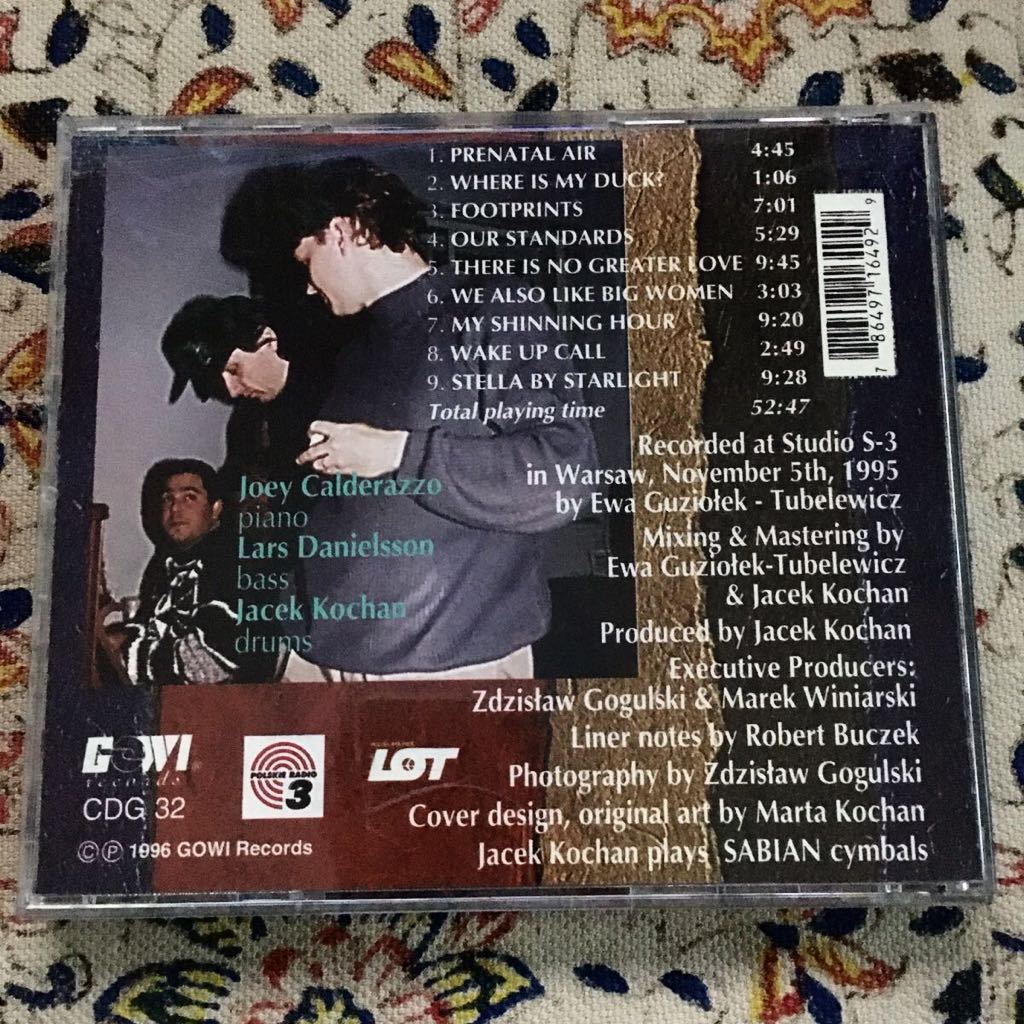 1. PRENATAL AIR 4:45
2. WHERE IS MY DUCK? 1:06
3. FOOTPRINTS 7:01
4. OUR STANDARDS 5:29
5. THERE IS NO GREATER LOVE 9:45
6. WE ALSO LIKE BIG WOMEN 3:03
7. MY SHINNING HOUR 9:20
8. WAKE UP CALL 2:49
9. STELLA BY STARLIGHT 9:28
Total playing time 52:47
7 86497 16492 9
Joey Calderazzo
piano
Lars Danielsson
bass
Jacek Kochan
drums
Recorded at Studio S-3
in Warsaw, November 5th, 1995
by Ewa Guziołek - Tubelewicz
Mixing & Mastering by
Ewa Guziołek-Tubelewicz
& Jacek Kochan
Produced by Jacek Kochan
Executive Producers:
Zdzisław Gogulski & Marek Winiarski
Liner notes by Robert Buczek
Photography by Zdzisław Gogulski
Cover design, original art by Marta Kochan
Jacek Kochan plays SABIAN cymbals
GOWI
records
CDG 32
POLSKIE RADIO
3
LOT
©℗ 1996 GOWI Records